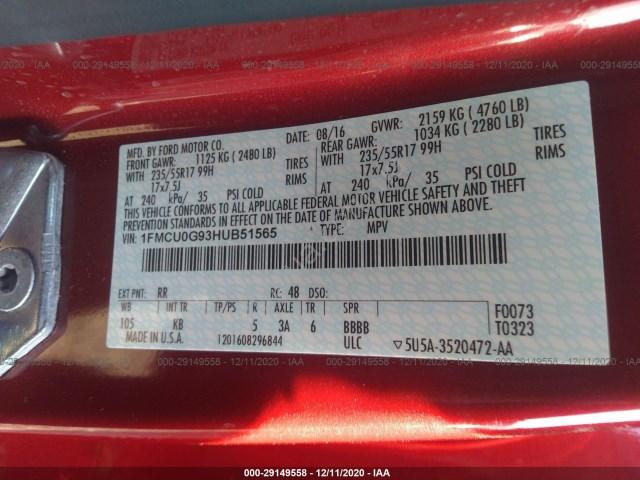 000-29149558 - 12/11/2020 - IAA
MFD. BY FORD MOTOR CO. DATE: 08/16 GVWR: 2159 KG ( 4760 LB)
FRONT GAWR: 1125 KG ( 2480 LB) REAR GAWR: 1034 KG ( 2280 LB)
WITH 235/55R17 99H TIRES WITH 235/55R17 99H TIRES
17x7.5J RIMS 17x7.5J RIMS
AT 240 kPa/ 35 PSI COLD AT 240 kPa/ 35 PSI COLD
THIS VEHICLE CONFORMS TO ALL APPLICABLE FEDERAL MOTOR VEHICLE SAFETY AND THEFT
PREVENTION STANDARDS IN EFFECT ON THE DATE OF MANUFACTURE SHOWN ABOVE.
VIN: 1FMCU0G93HUB51565 TYPE: MPV
EXT PNT: RR RC: 48 DSO: F0073
WB INT TR TP/PS R AXLE TR SPR T0323
105 KB 5 3A 6 BBBB
MADE IN U.S.A. 1201608296844 ULC ▽5U5A-3520472-AA
000-29149558 - 12/11/2020 - IAA